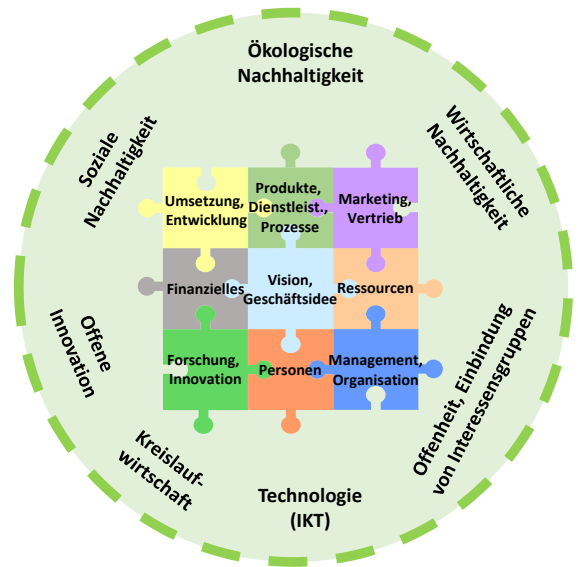 Ökologische
Nachhaltigkeit
Soziale
Nachhaltigkeit
Wirtschaftliche
Nachhaltigkeit
Umsetzung,
Entwicklung
Produkte,
Dienstleist.,
Prozesse
Marketing,
Vertrieb
Finanzielles
Vision,
Geschäftsidee
Ressourcen
Forschung,
Innovation
Personen
Management,
Organisation
Offene
Innovation
Offenheit, Einbindung
von Interessensgruppen
Kreislauf-
wirtschaft
Technologie
(IKT)